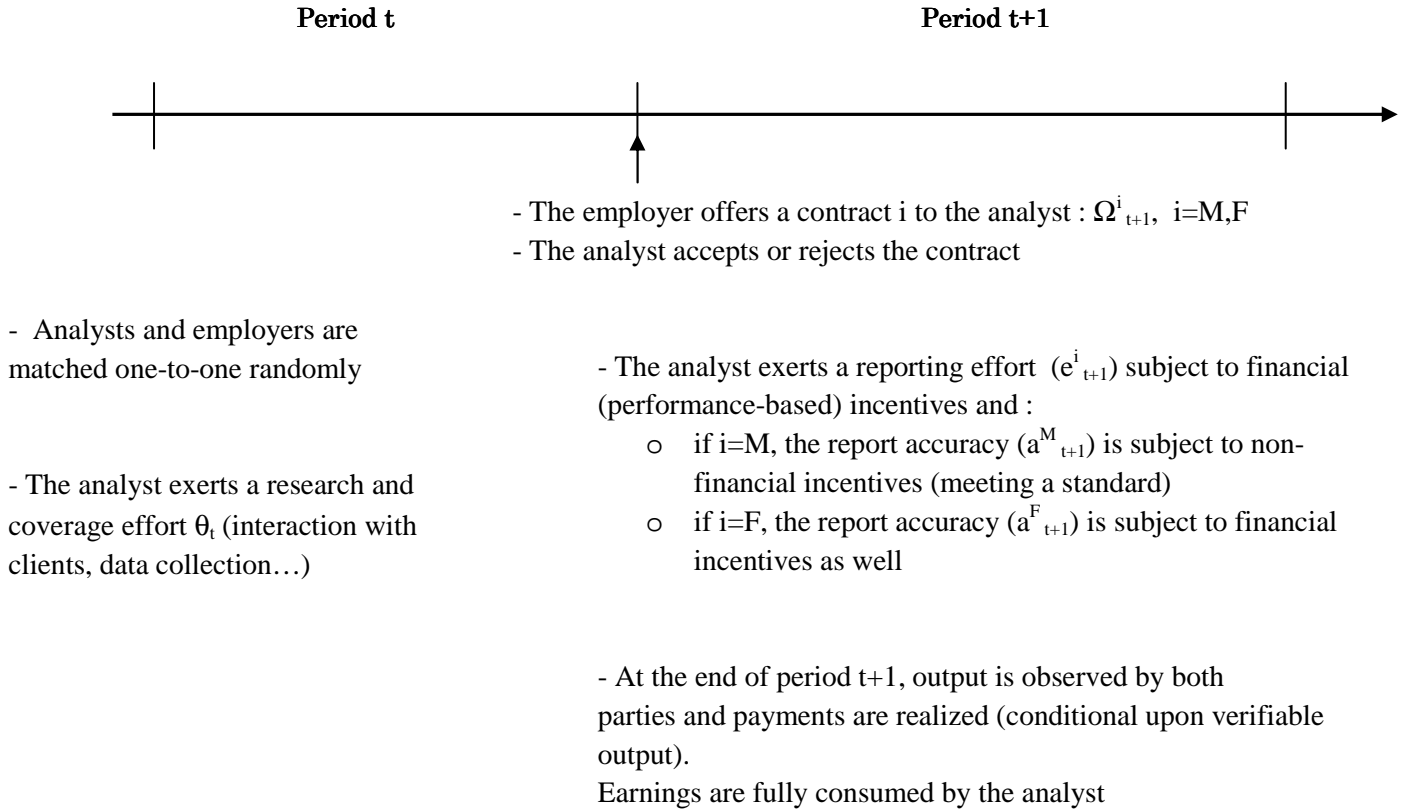 Period t
Period t+1
- The employer offers a contract i to the analyst : Ωⁱ ₜ₊₁, i=M,F
- The analyst accepts or rejects the contract
- Analysts and employers are
matched one-to-one randomly
- The analyst exerts a research and
coverage effort θₜ (interaction with
clients, data collection…)
- The analyst exerts a reporting effort (eⁱ ₜ₊₁) subject to financial
(performance-based) incentives and :
o if i=M, the report accuracy (aᴹ ₜ₊₁) is subject to non-
financial incentives (meeting a standard)
o if i=F, the report accuracy (a^F ₜ₊₁) is subject to financial
incentives as well
- At the end of period t+1, output is observed by both
parties and payments are realized (conditional upon verifiable
output).
Earnings are fully consumed by the analyst